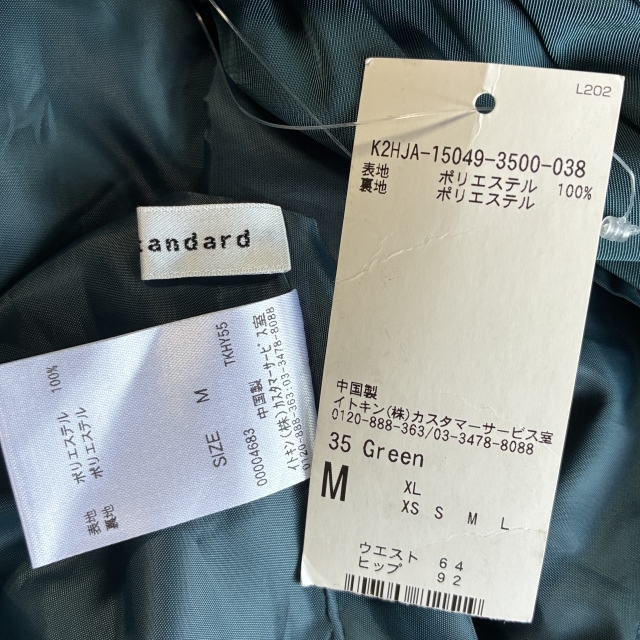 L202
K2HJA-15049-3500-038
表地 ポリエステル 100%
裏地 ポリエステル
中国製
イトキン(株)カスタマーサービス室
0120-888-363/03-3478-8088
35 Green
M
XL
XS S M L
ウエスト 64
ヒップ 92
tandard
表地 ポリエステル 100%
裏地 ポリエステル
SIZE M
TKHY55
00004683 中国製
イトキン(株)カスタマーサービス室
0120-888-363:03-3478-8088